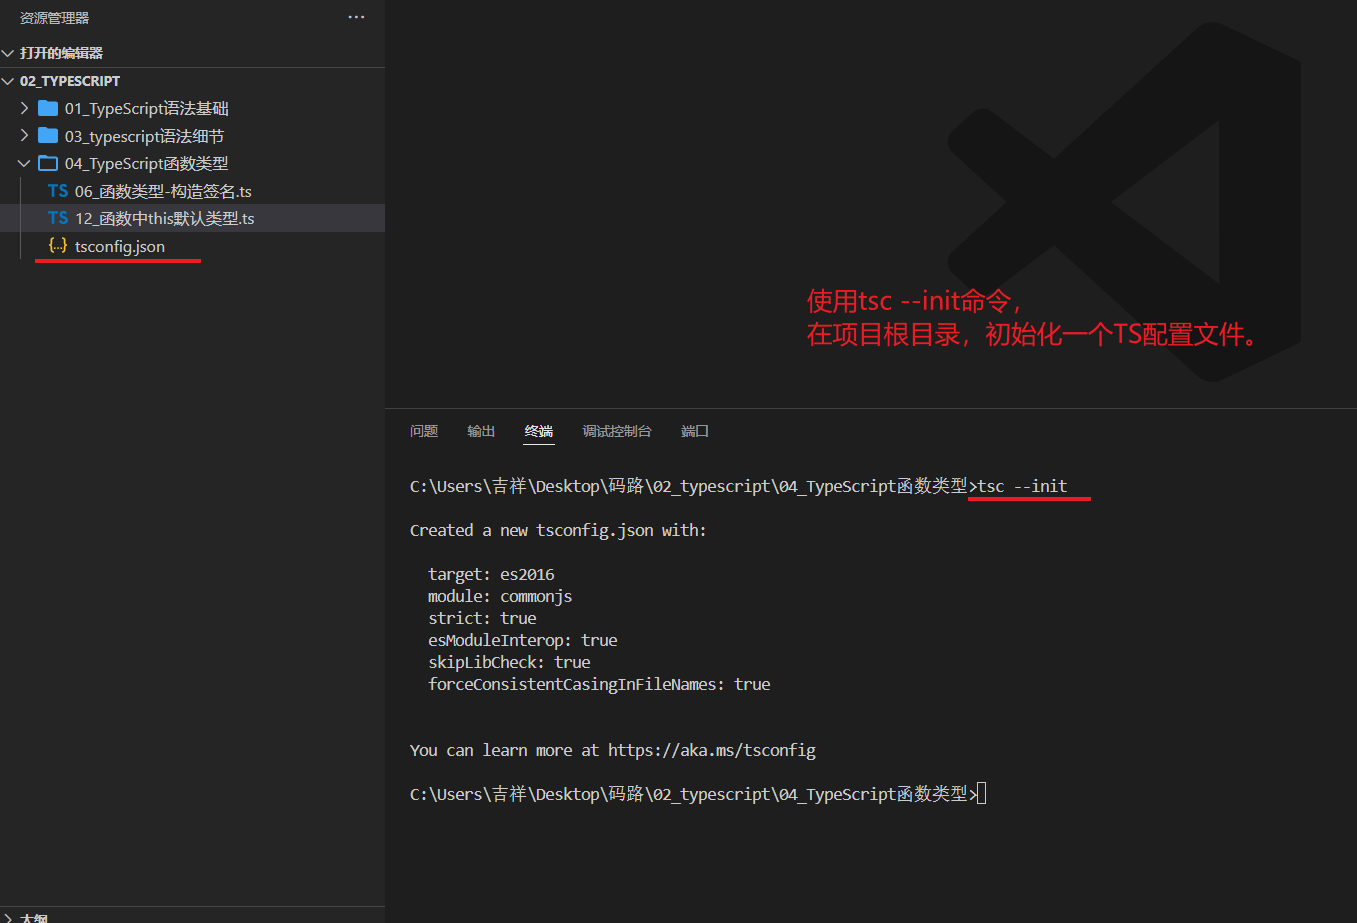 资源管理器
打开的编辑器
02_TYPESCRIPT
01_TypeScript语法基础
03_typescript语法细节
04_TypeScript函数类型
TS 06_函数类型-构造签名.ts
TS 12_函数中this默认类型.ts
{..} tsconfig.json
使用tsc --init命令，
在项目根目录，初始化一个TS配置文件。
问题 输出 终端 调试控制台 端口
C:\Users\吉祥\Desktop\码路\02_typescript\04_TypeScript函数类型>tsc --init
Created a new tsconfig.json with:
target: es2016
module: commonjs
strict: true
esModuleInterop: true
skipLibCheck: true
forceConsistentCasingInFileNames: true
You can learn more at https://aka.ms/tsconfig
C:\Users\吉祥\Desktop\码路\02_typescript\04_TypeScript函数类型>
大纲